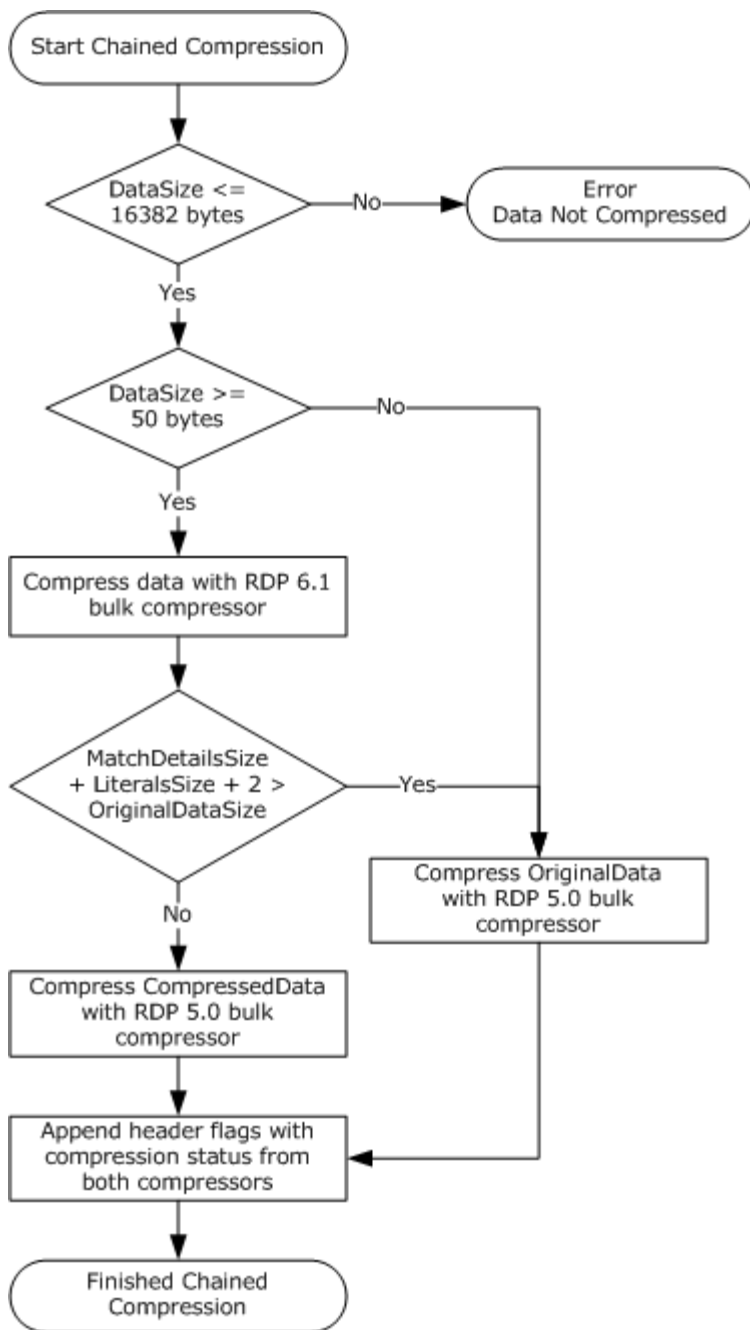 Start Chained Compression
DataSize <=
16382 bytes
No
Error
Data Not Compressed
Yes
DataSize >=
50 bytes
No
Yes
Compress data with RDP 6.1
bulk compressor
MatchDetailsSize
+ LiteralsSize + 2 >
OriginalDataSize
Yes
Compress OriginalData
with RDP 5.0 bulk
compressor
No
Compress CompressedData
with RDP 5.0 bulk
compressor
Append header flags with
compression status from
both compressors
Finished Chained
Compression